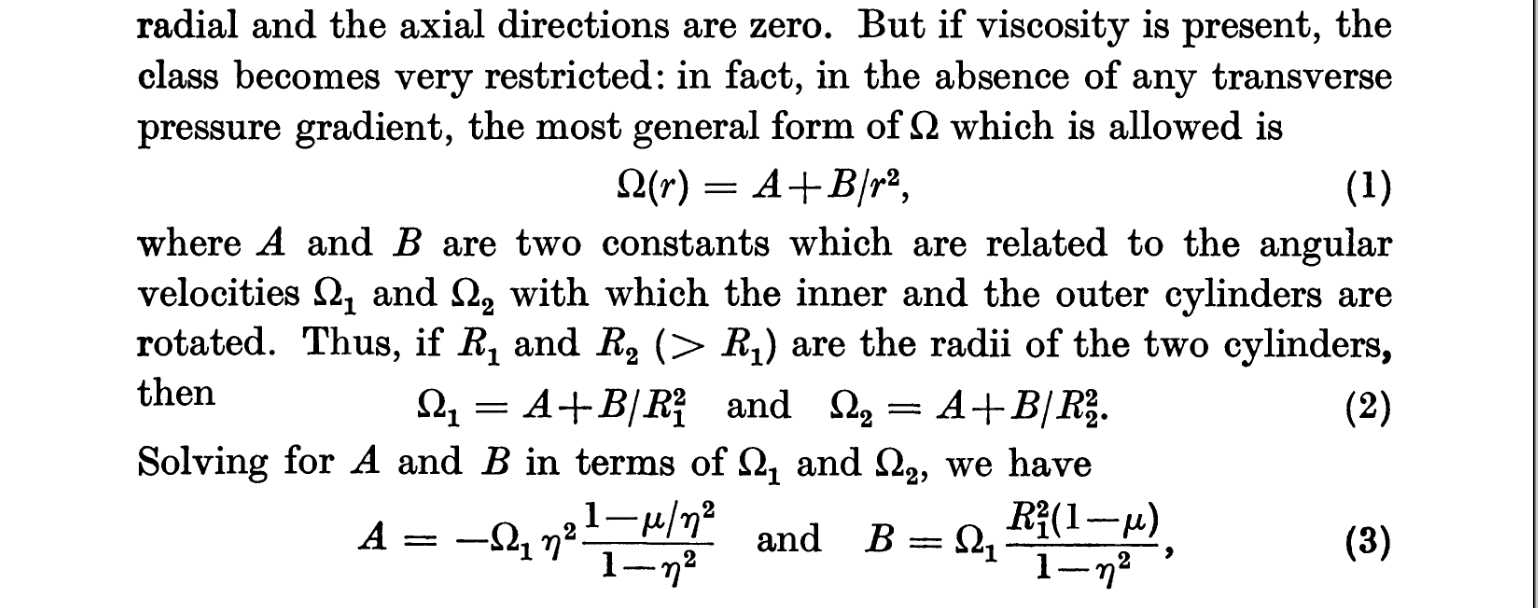 radial and the axial directions are zero. But if viscosity is present, the
class becomes very restricted: in fact, in the absence of any transverse
pressure gradient, the most general form of Ω which is allowed is
Ω(r) = A+B/r², (1)
where A and B are two constants which are related to the angular
velocities Ω₁ and Ω₂ with which the inner and the outer cylinders are
rotated. Thus, if R₁ and R₂ (> R₁) are the radii of the two cylinders,
then Ω₁ = A+B/R₁² and Ω₂ = A+B/R₂². (2)
Solving for A and B in terms of Ω₁ and Ω₂, we have
A = −Ω₁ η² (1−μ/η²)/(1−η²) and B = Ω₁ R₁²(1−μ)/(1−η²), (3)